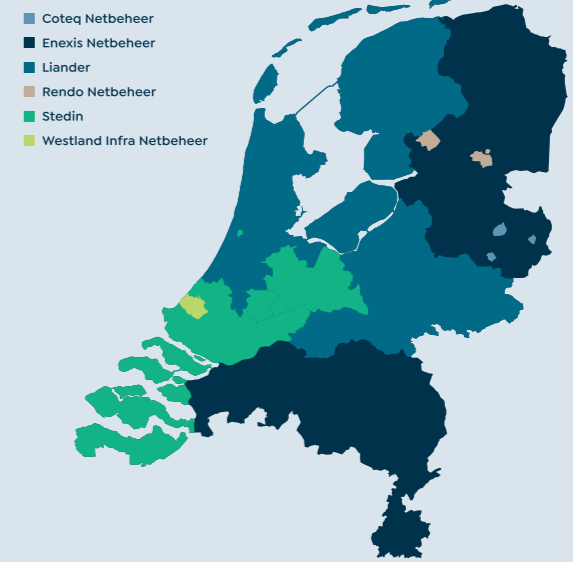 Coteq Netbeheer
Enexis Netbeheer
Liander
Rendo Netbeheer
Stedin
Westland Infra Netbeheer